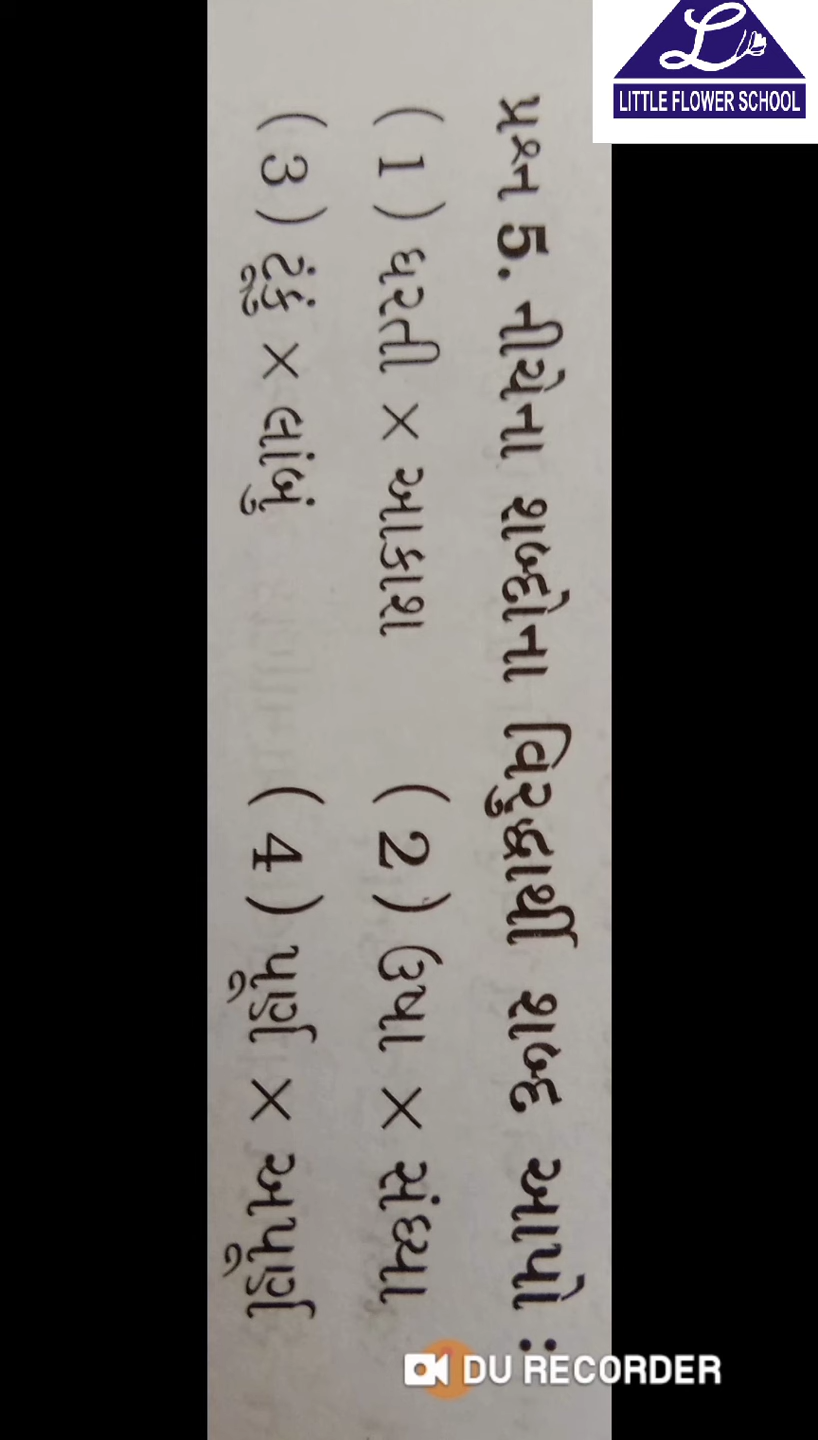 LITTLE FLOWER SCHOOL
પ્રશ્ન 5. નીચેના શબ્દોના વિરુદ્ધાર્થી શબ્દ આપો :
( 1 ) ધરતી × આકાશ ( 2 ) ઉષા × સંધ્યા
( 3 ) ટૂંકું × લાંબું ( 4 ) પૂર્ણ × અપૂર્ણ
DU RECORDER